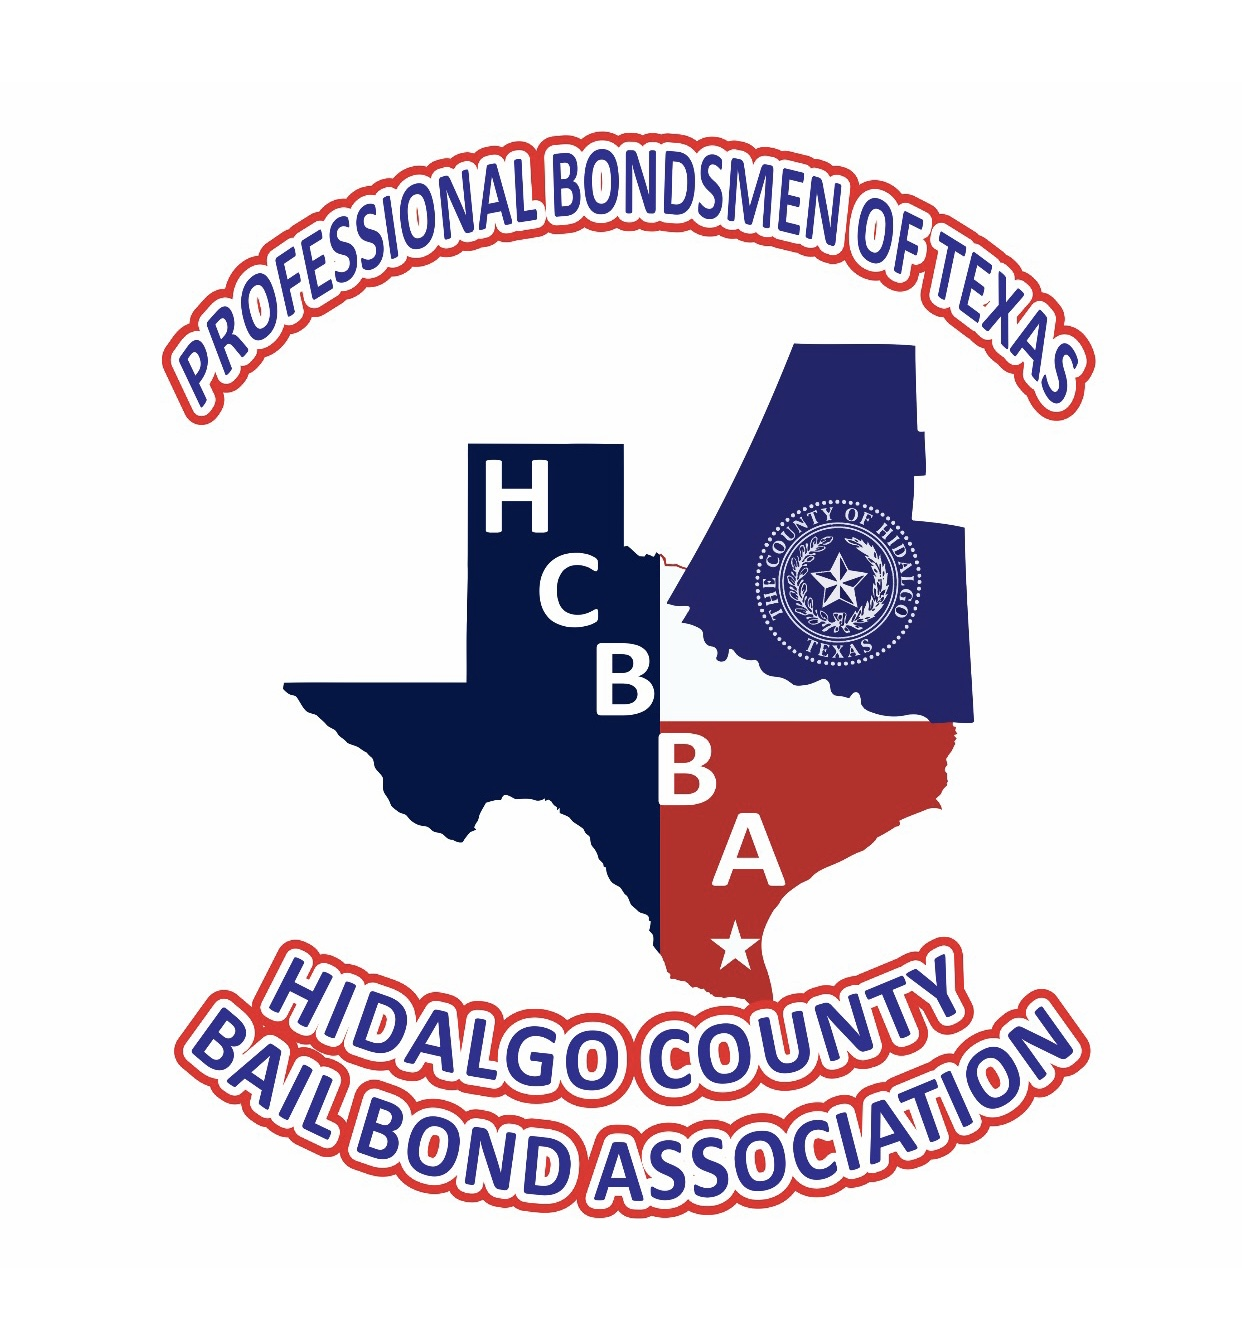 PROFESSIONAL BONDSMEN OF TEXAS
H
C
B
B
A
THE COUNTY OF HIDALGO
TEXAS
HIDALGO COUNTY
BAIL BOND ASSOCIATION